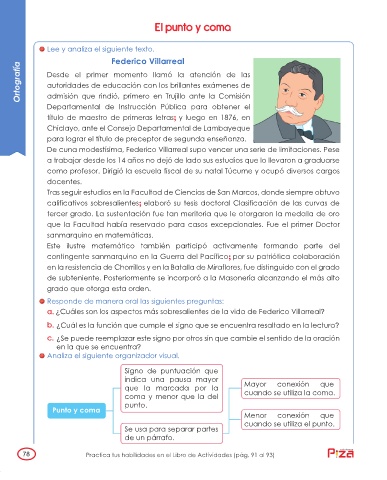 El punto y coma
Ortografía
Lee y analiza el siguiente texto.
Federico Villarreal
Desde el primer momento llamó la atención de las
autoridades de educación con los brillantes exámenes de
admisión que rindió, primero en Trujillo ante la Comisión
Departamental de Instrucción Pública para obtener el
título de maestro de primeras letras; y luego en 1876, en
Chiclayo, ante el Consejo Departamental de Lambayeque
para lograr el título de preceptor de segunda enseñanza.
De cuna modestísima, Federico Villarreal supo vencer una serie de limitaciones. Pese
a trabajar desde los 14 años no dejó de lado sus estudios que lo llevaron a graduarse
como profesor. Dirigió la escuela fiscal de su natal Túcume y ocupó diversos cargos
docentes.
Tras seguir estudios en la Facultad de Ciencias de San Marcos, donde siempre obtuvo
calificativos sobresalientes; elaboró su tesis doctoral Clasificación de las curvas de
tercer grado. La sustentación fue tan meritoria que le otorgaron la medalla de oro
que la Facultad había reservado para casos excepcionales. Fue el primer Doctor
sanmarquino en matemáticas.
Este ilustre matemático también participó activamente formando parte del
contingente sanmarquino en la Guerra del Pacífico; por su patriótica colaboración
en la resistencia de Chorrillos y en la Batalla de Miraflores, fue distinguido con el grado
de subteniente. Posteriormente se incorporó a la Masonería alcanzando el más alto
grado que otorga esta orden.
Responde de manera oral las siguientes preguntas:
a. ¿Cuáles son los aspectos más sobresalientes de la vida de Federico Villarreal?
b. ¿Cuál es la función que cumple el signo que se encuentra resaltado en la lectura?
c. ¿Se puede reemplazar este signo por otros sin que cambie el sentido de la oración
en la que se encuentra?
Analiza el siguiente organizador visual.
Punto y coma
Signo de puntuación que
indica una pausa mayor
que la marcada por la
coma y menor que la del
punto.
Se usa para separar partes
de un párrafo.
Mayor conexión que
cuando se utiliza la coma.
Menor conexión que
cuando se utiliza el punto.
78
Practica tus habilidades en el Libro de Actividades (pág. 91 al 93)